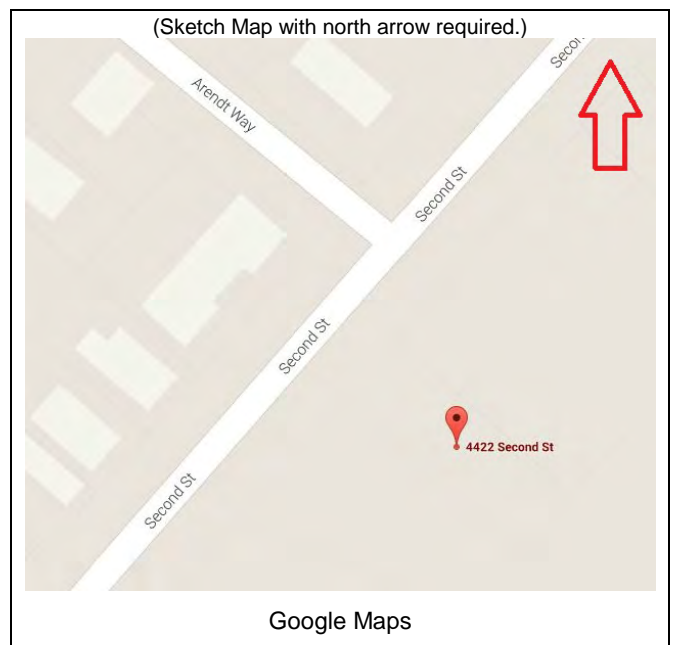 (Sketch Map with north arrow required.)
Secon
Arendt Way
Second St
Second St
4422 Second St
Second St
Google Maps